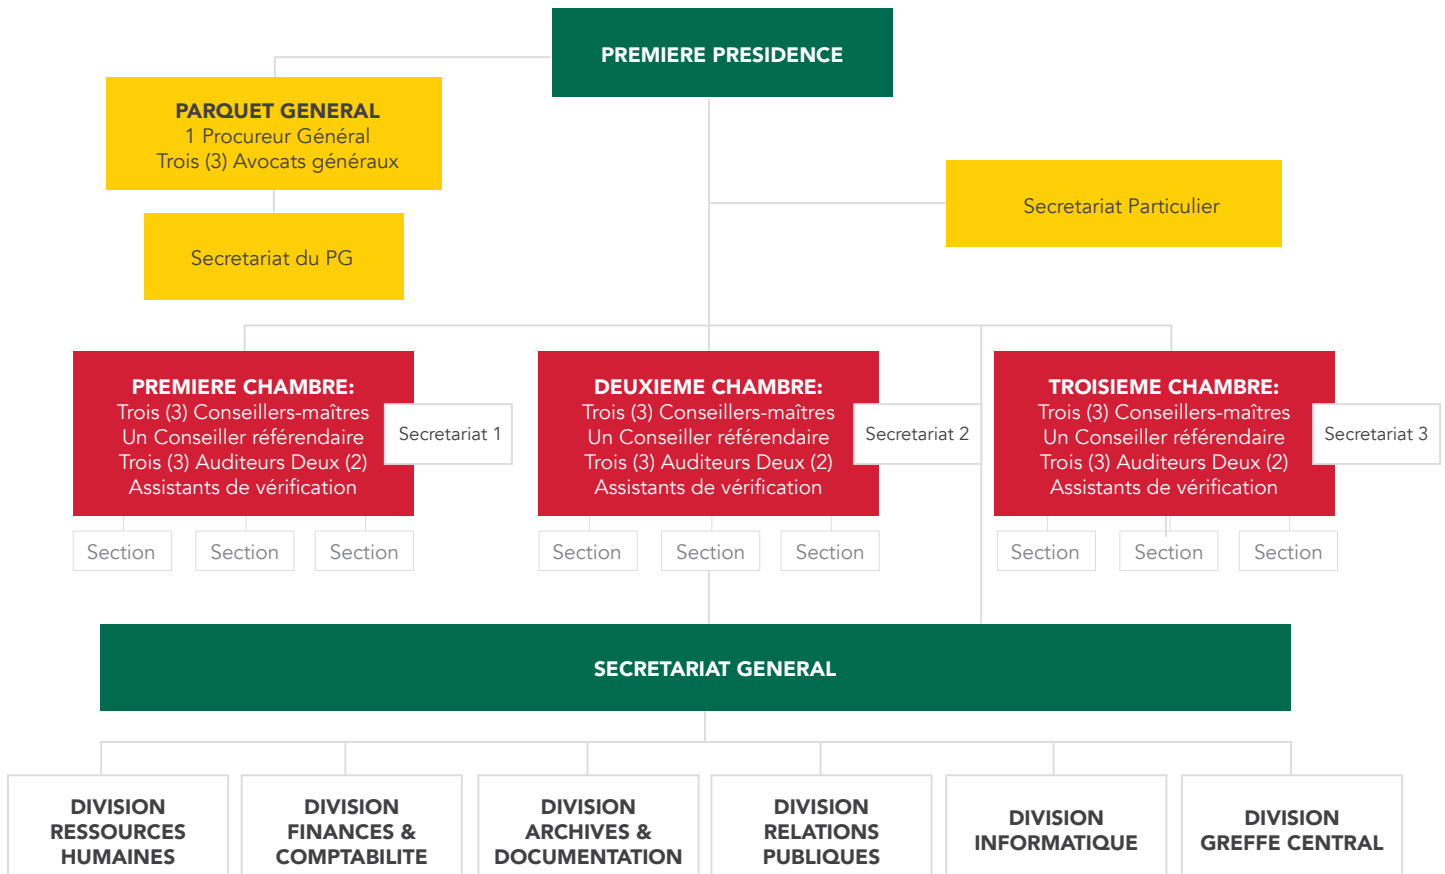 PREMIERE PRESIDENCE
PARQUET GENERAL
1 Procureur Général
Trois (3) Avocats généraux
Secretariat Particulier
Secretariat du PG
PREMIERE CHAMBRE:
Trois (3) Conseillers-maîtres
Un Conseiller référendaire
Trois (3) Auditeurs Deux (2)
Assistants de vérification
Secretariat 1
DEUXIEME CHAMBRE:
Trois (3) Conseillers-maîtres
Un Conseiller référendaire
Trois (3) Auditeurs Deux (2)
Assistants de vérification
Secretariat 2
TROISIEME CHAMBRE:
Trois (3) Conseillers-maîtres
Un Conseiller référendaire
Trois (3) Auditeurs Deux (2)
Assistants de vérification
Secretariat 3
Section
Section
Section
Section
Section
Section
Section
Section
Section
SECRETARIAT GENERAL
DIVISION
RESSOURCES
HUMAINES
DIVISION
FINANCES &
COMPTABILITE
DIVISION
ARCHIVES &
DOCUMENTATION
DIVISION
RELATIONS
PUBLIQUES
DIVISION
INFORMATIQUE
DIVISION
GREFFE CENTRAL